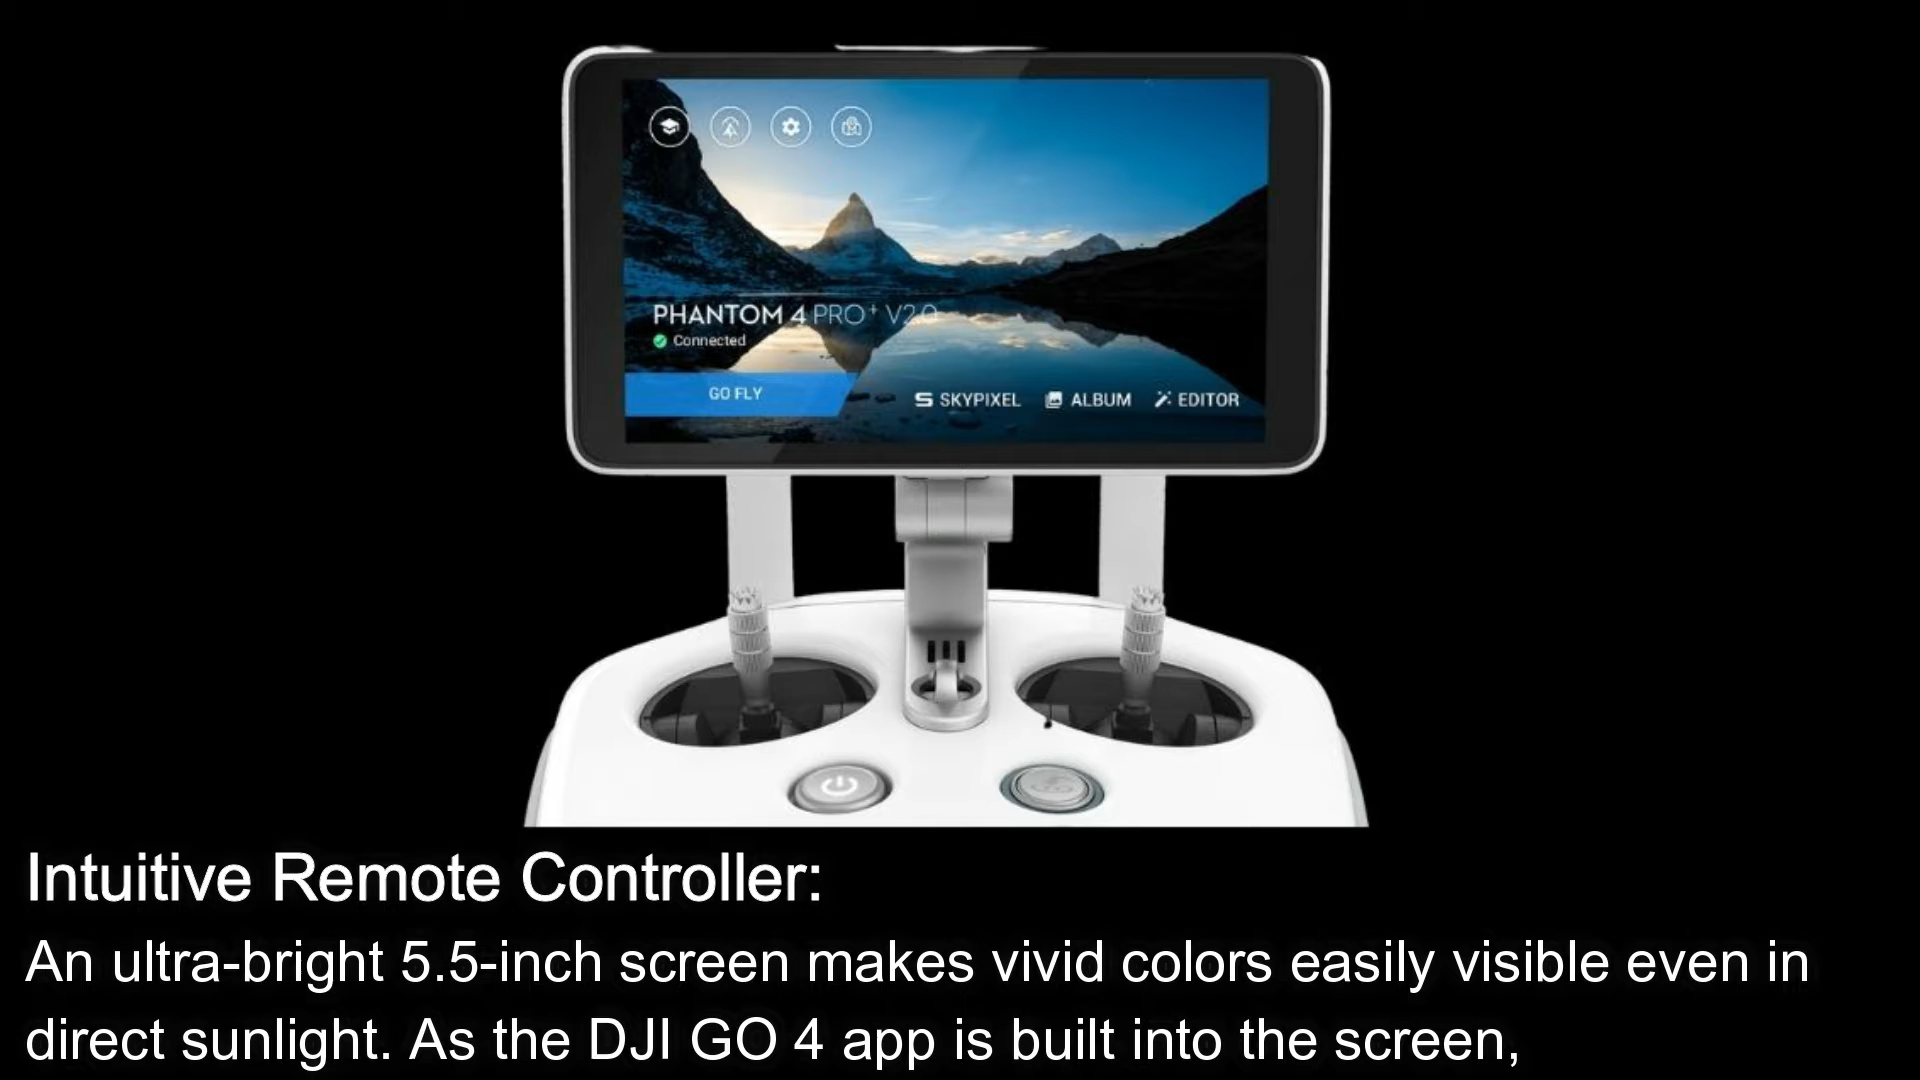 PHANTOM 4 PRO+ V2.0
Connected
GO FLY
SKYPIXEL
ALBUM
EDITOR
Intuitive Remote Controller:
An ultra-bright 5.5-inch screen makes vivid colors easily visible even in
direct sunlight. As the DJI GO 4 app is built into the screen,